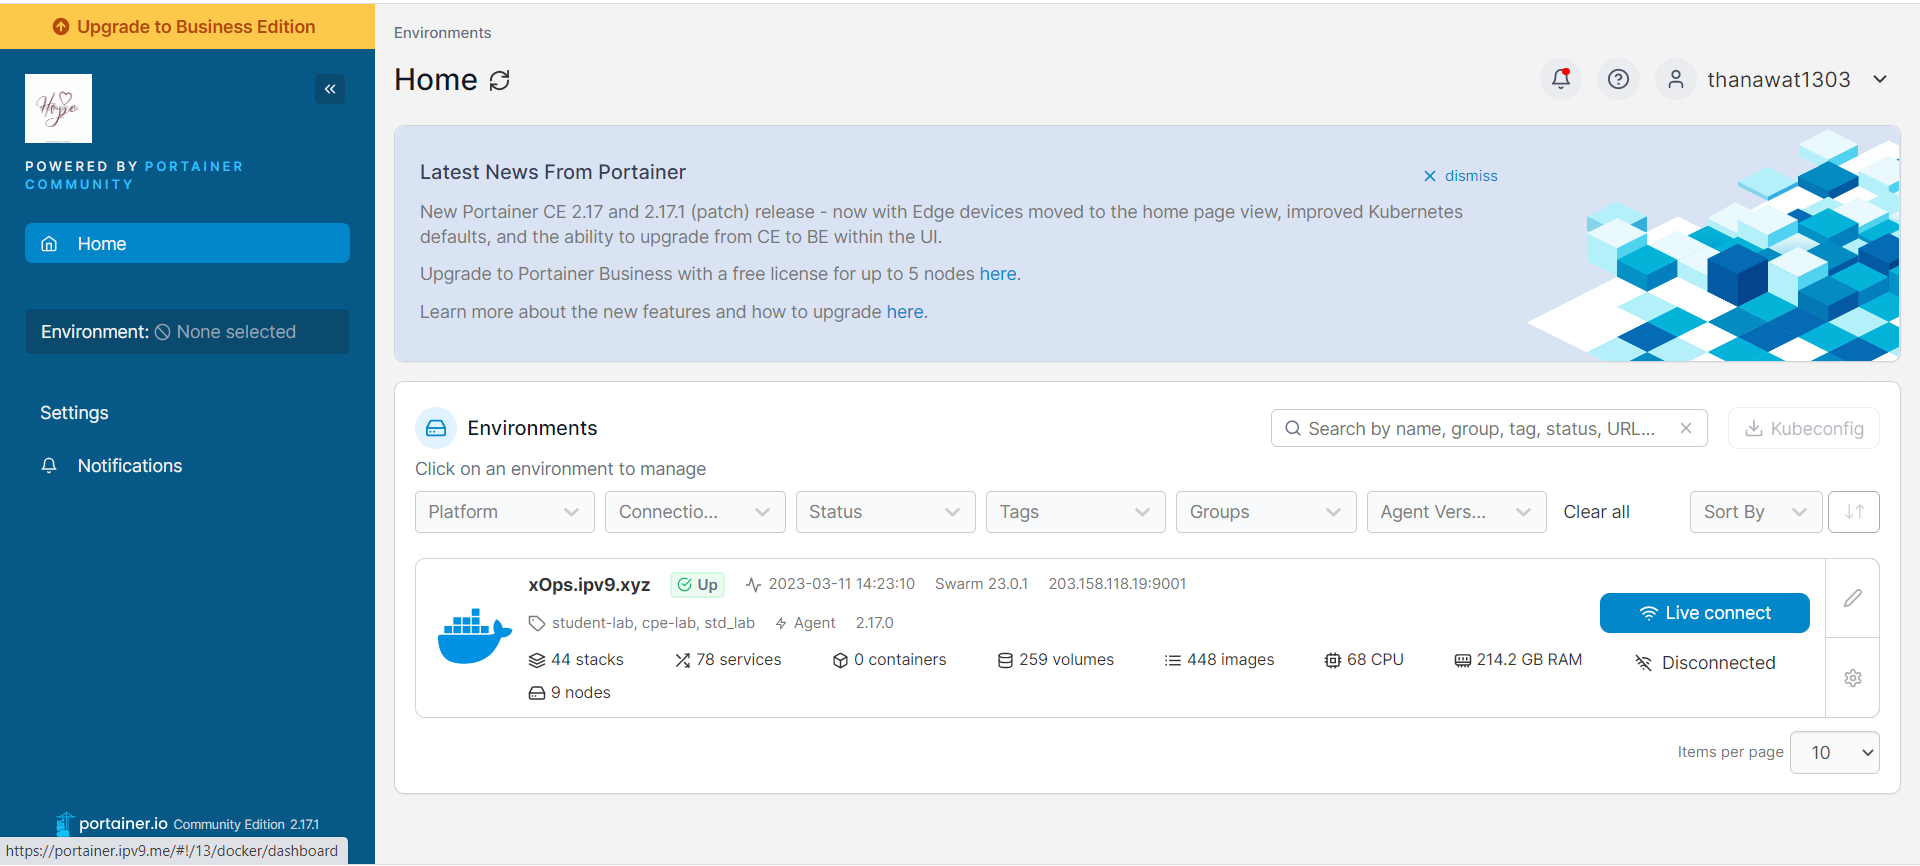 Upgrade to Business Edition
Hope
POWERED BY PORTAINER
COMMUNITY
Home
Environment: None selected
Settings
Notifications
portainer.io Community Edition 2.17.1
https://portainer.ipv9.me/#!/13/docker/dashboard
Environments
Home
thanawat1303
Latest News From Portainer
dismiss
New Portainer CE 2.17 and 2.17.1 (patch) release - now with Edge devices moved to the home page view, improved Kubernetes
defaults, and the ability to upgrade from CE to BE within the UI.
Upgrade to Portainer Business with a free license for up to 5 nodes here.
Learn more about the new features and how to upgrade here.
Environments
Search by name, group, tag, status, URL...
Kubeconfig
Click on an environment to manage
Platform Connectio... Status Tags Groups Agent Vers... Clear all Sort By
xOps.ipv9.xyz Up 2023-03-11 14:23:10 Swarm 23.0.1 203.158.118.19:9001
student-lab, cpe-lab, std_lab Agent 2.17.0
44 stacks 78 services 0 containers 259 volumes 448 images 68 CPU 214.2 GB RAM
9 nodes
Live connect
Disconnected
Items per page 10